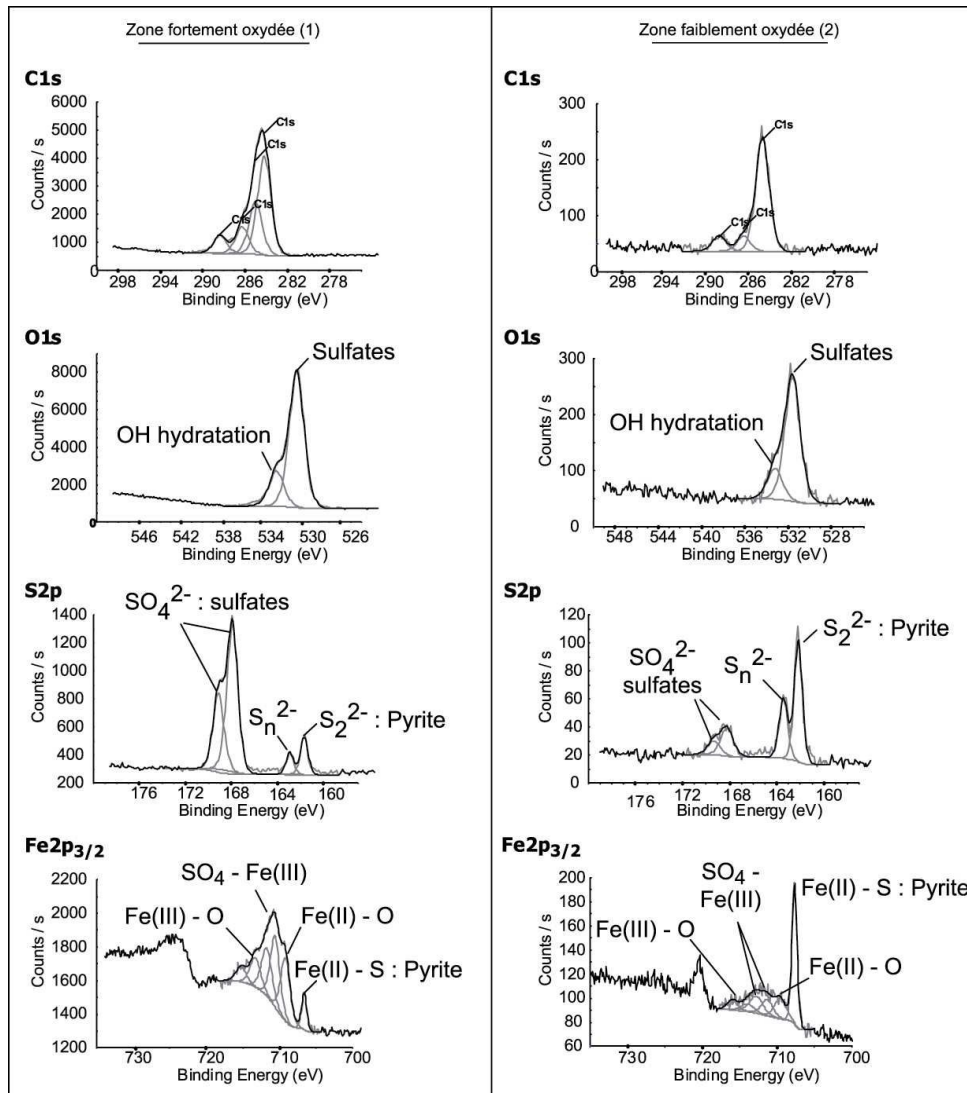 Zone fortement oxydée (1)
C1s
6000
5000
4000
3000
2000
1000
0
Counts / s
C1s
C1s
C1s
C1s
298
294
290
286
282
278
Binding Energy (eV)
O1s
8000
6000
4000
2000
0
Counts / s
Sulfates
OH hydratation
546
542
538
534
530
526
Binding Energy (eV)
S2p
1400
1200
1000
800
600
400
200
Counts / s
SO4 2- : sulfates
Sn 2-
S2 2- : Pyrite
176
172
168
164
160
Binding Energy (eV)
Fe2p3/2
2200
2000
1800
1600
1400
1200
Counts / s
SO4 - Fe(III)
Fe(III) - O
Fe(II) - O
Fe(II) - S : Pyrite
730
720
710
700
Binding Energy (eV)
Zone faiblement oxydée (2)
C1s
300
200
100
50
0
Counts / s
C1s
C1s
C1s
298
294
290
286
282
278
Binding Energy (eV)
O1s
300
200
100
50
0
Counts / s
Sulfates
OH hydratation
548
544
540
536
532
528
Binding Energy (eV)
S2p
120
100
80
60
40
20
0
Counts / s
SO4 2-
sulfates
Sn 2-
S2 2- : Pyrite
176
172
168
164
160
Binding Energy (eV)
Fe2p3/2
200
180
160
140
120
100
80
60
Counts / s
SO4 -
Fe(III)
Fe(III) - O
Fe(II) - S : Pyrite
Fe(II) - O
730
720
710
700
Binding Energy (eV)